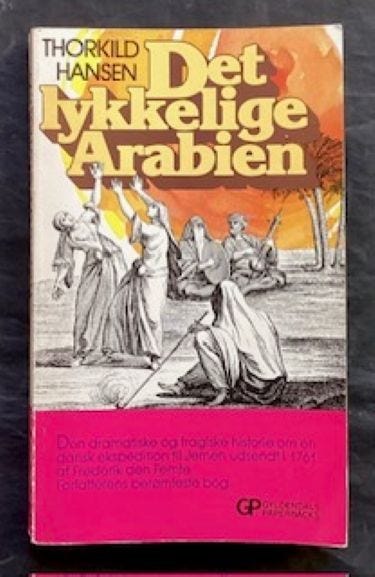 THORKILD
HANSEN
Det
lykkelige
Arabien
Den dramatiske og tragiske historie om en
dansk ekspedition til Jemen udsendt i 1761
af Frederik den Femte
Forfatterens berømteste bog
GP GYLDENDALS
PAPERBACKS